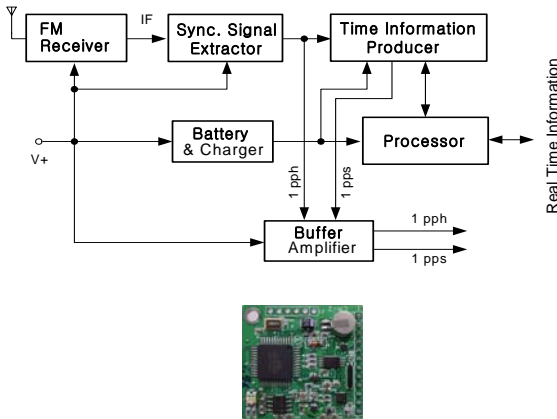 FM
Receiver
IF
Sync. Signal
Extractor
Time Information
Producer
V+
Battery
& Charger
Processor
Real Time Information
1 pph
1 pps
Buffer
Amplifier
1 pph
1 pps